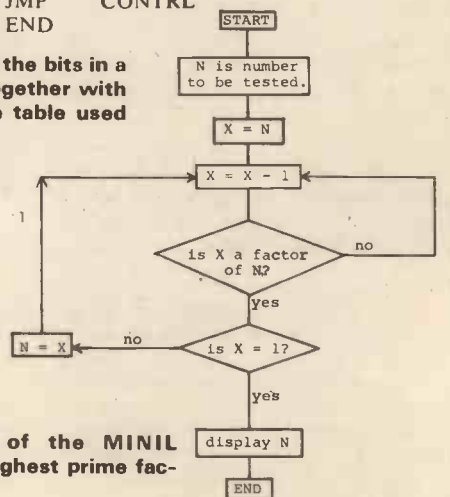 JMP CONTRL
END
the bits in a
gether with
table used
START
N is number
to be tested.
X = N
X = X - 1
is X a factor
of N?
no
yes
1
is X = 1?
no
N = X
yes
display N
END
of the MINIL
ghest prime fac-